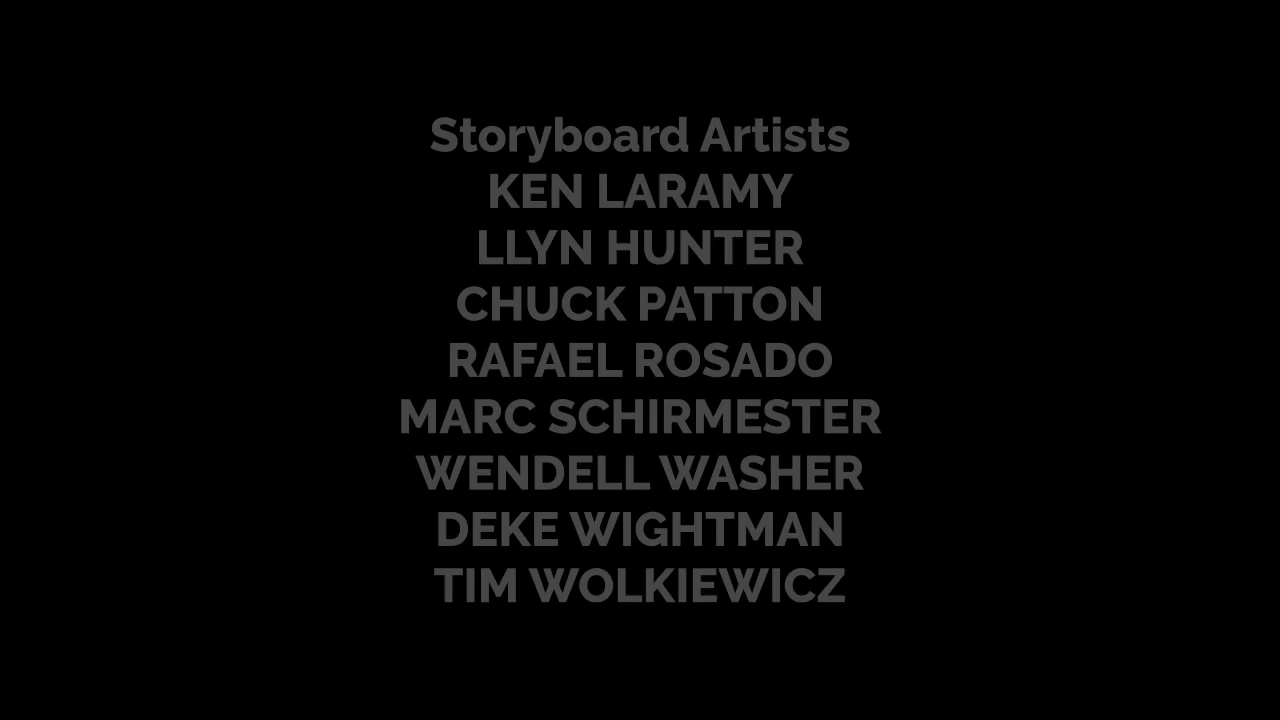 Storyboard Artists
KEN LARAMY
LLYN HUNTER
CHUCK PATTON
RAFAEL ROSADO
MARC SCHIRMESTER
WENDELL WASHER
DEKE WIGHTMAN
TIM WOLKIEWICZ